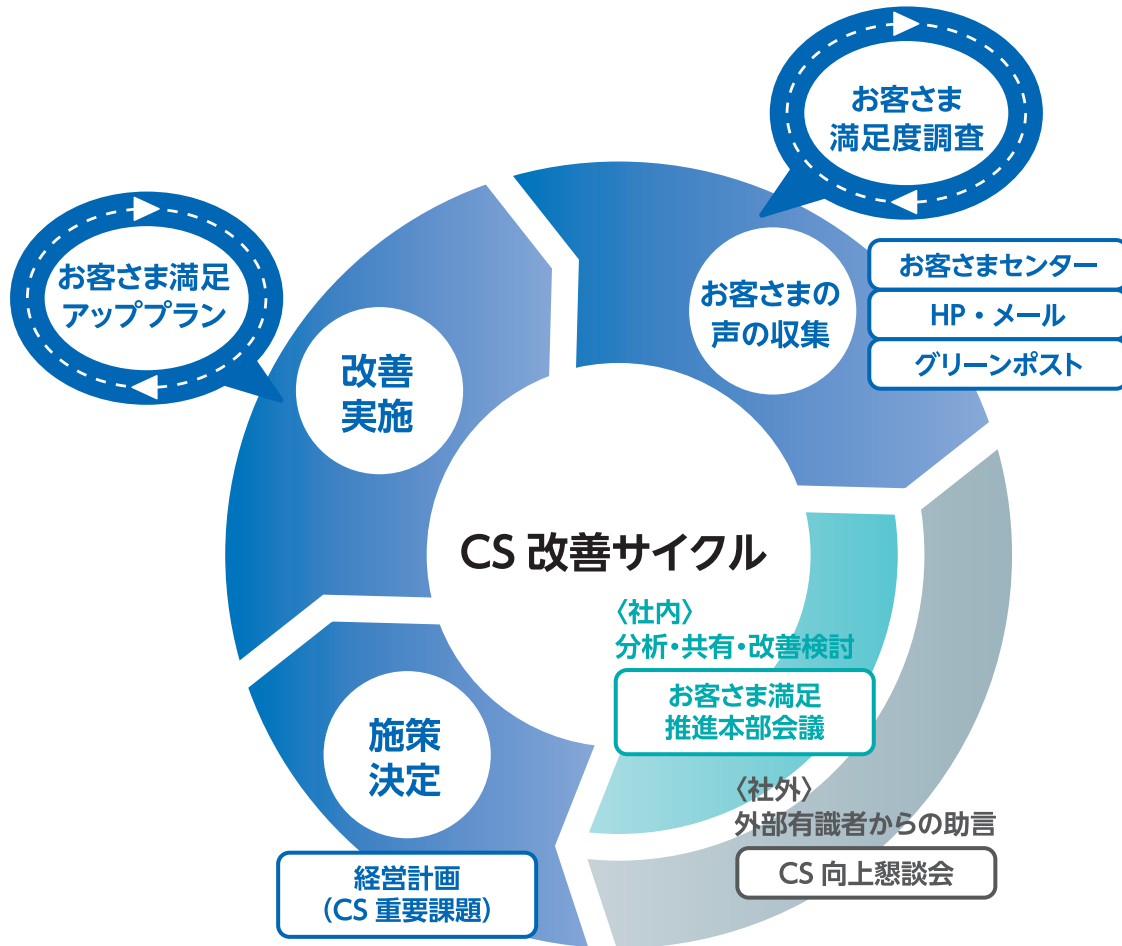 お客さま
満足度調査
お客さまの
声の収集
お客さまセンター
HP・メール
グリーンポスト
お客さま満足
アッププラン
改善
実施
CS 改善サイクル
〈社内〉
分析・共有・改善検討
お客さま満足
推進本部会議
〈社外〉
外部有識者からの助言
CS 向上懇談会
施策
決定
経営計画
(CS 重要課題)